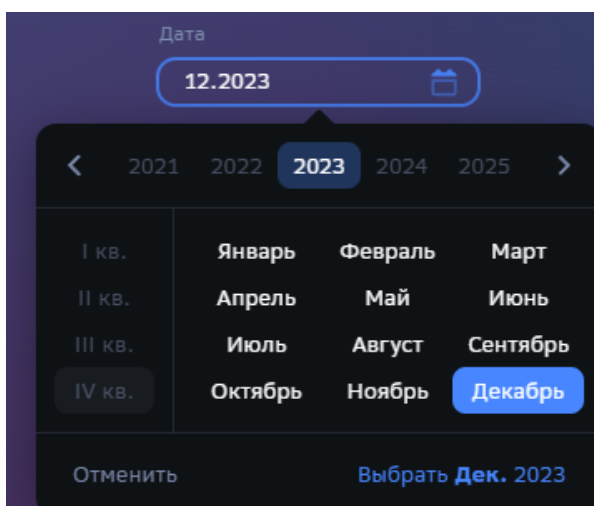 Дата
12.2023
2021 2022 2023 2024 2025
I кв. Январь Февраль Март
II кв. Апрель Май Июнь
III кв. Июль Август Сентябрь
IV кв. Октябрь Ноябрь Декабрь
Отменить Выбрать Дек. 2023